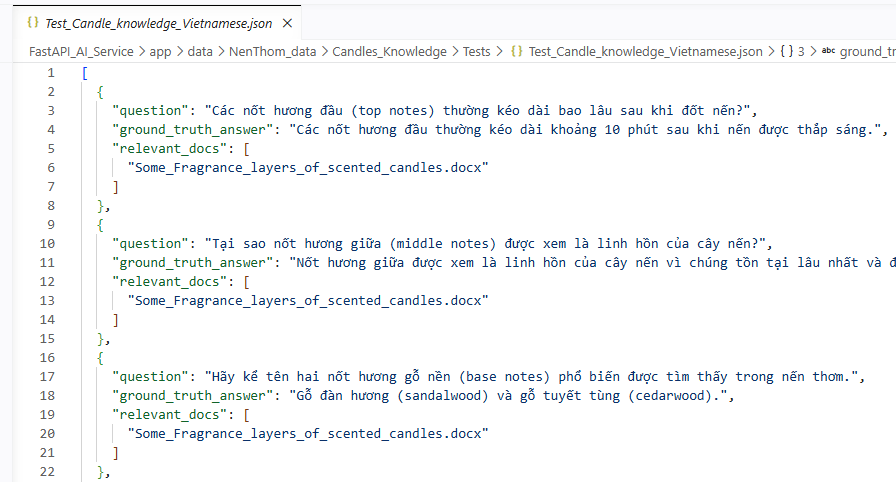 {} Test_Candle_knowledge_Vietnamese.json ×
FastAPI_AI_Service > app > data > NenThom_data > Candles_Knowledge > Tests > {} Test_Candle_knowledge_Vietnamese.json > {} 3 > abc ground_tr
1 [
2 {
3 "question": "Các nốt hương đầu (top notes) thường kéo dài bao lâu sau khi đốt nến?",
4 "ground_truth_answer": "Các nốt hương đầu thường kéo dài khoảng 10 phút sau khi nến được thắp sáng.",
5 "relevant_docs": [
6 "Some_Fragrance_layers_of_scented_candles.docx"
7 ]
8 },
9 {
10 "question": "Tại sao nốt hương giữa (middle notes) được xem là linh hồn của cây nến?",
11 "ground_truth_answer": "Nốt hương giữa được xem là linh hồn của cây nến vì chúng tồn tại lâu nhất và đ
12 "relevant_docs": [
13 "Some_Fragrance_layers_of_scented_candles.docx"
14 ]
15 },
16 {
17 "question": "Hãy kể tên hai nốt hương gỗ nền (base notes) phổ biến được tìm thấy trong nến thơm.",
18 "ground_truth_answer": "Gỗ đàn hương (sandalwood) và gỗ tuyết tùng (cedarwood).",
19 "relevant_docs": [
20 "Some_Fragrance_layers_of_scented_candles.docx"
21 ]
22 },